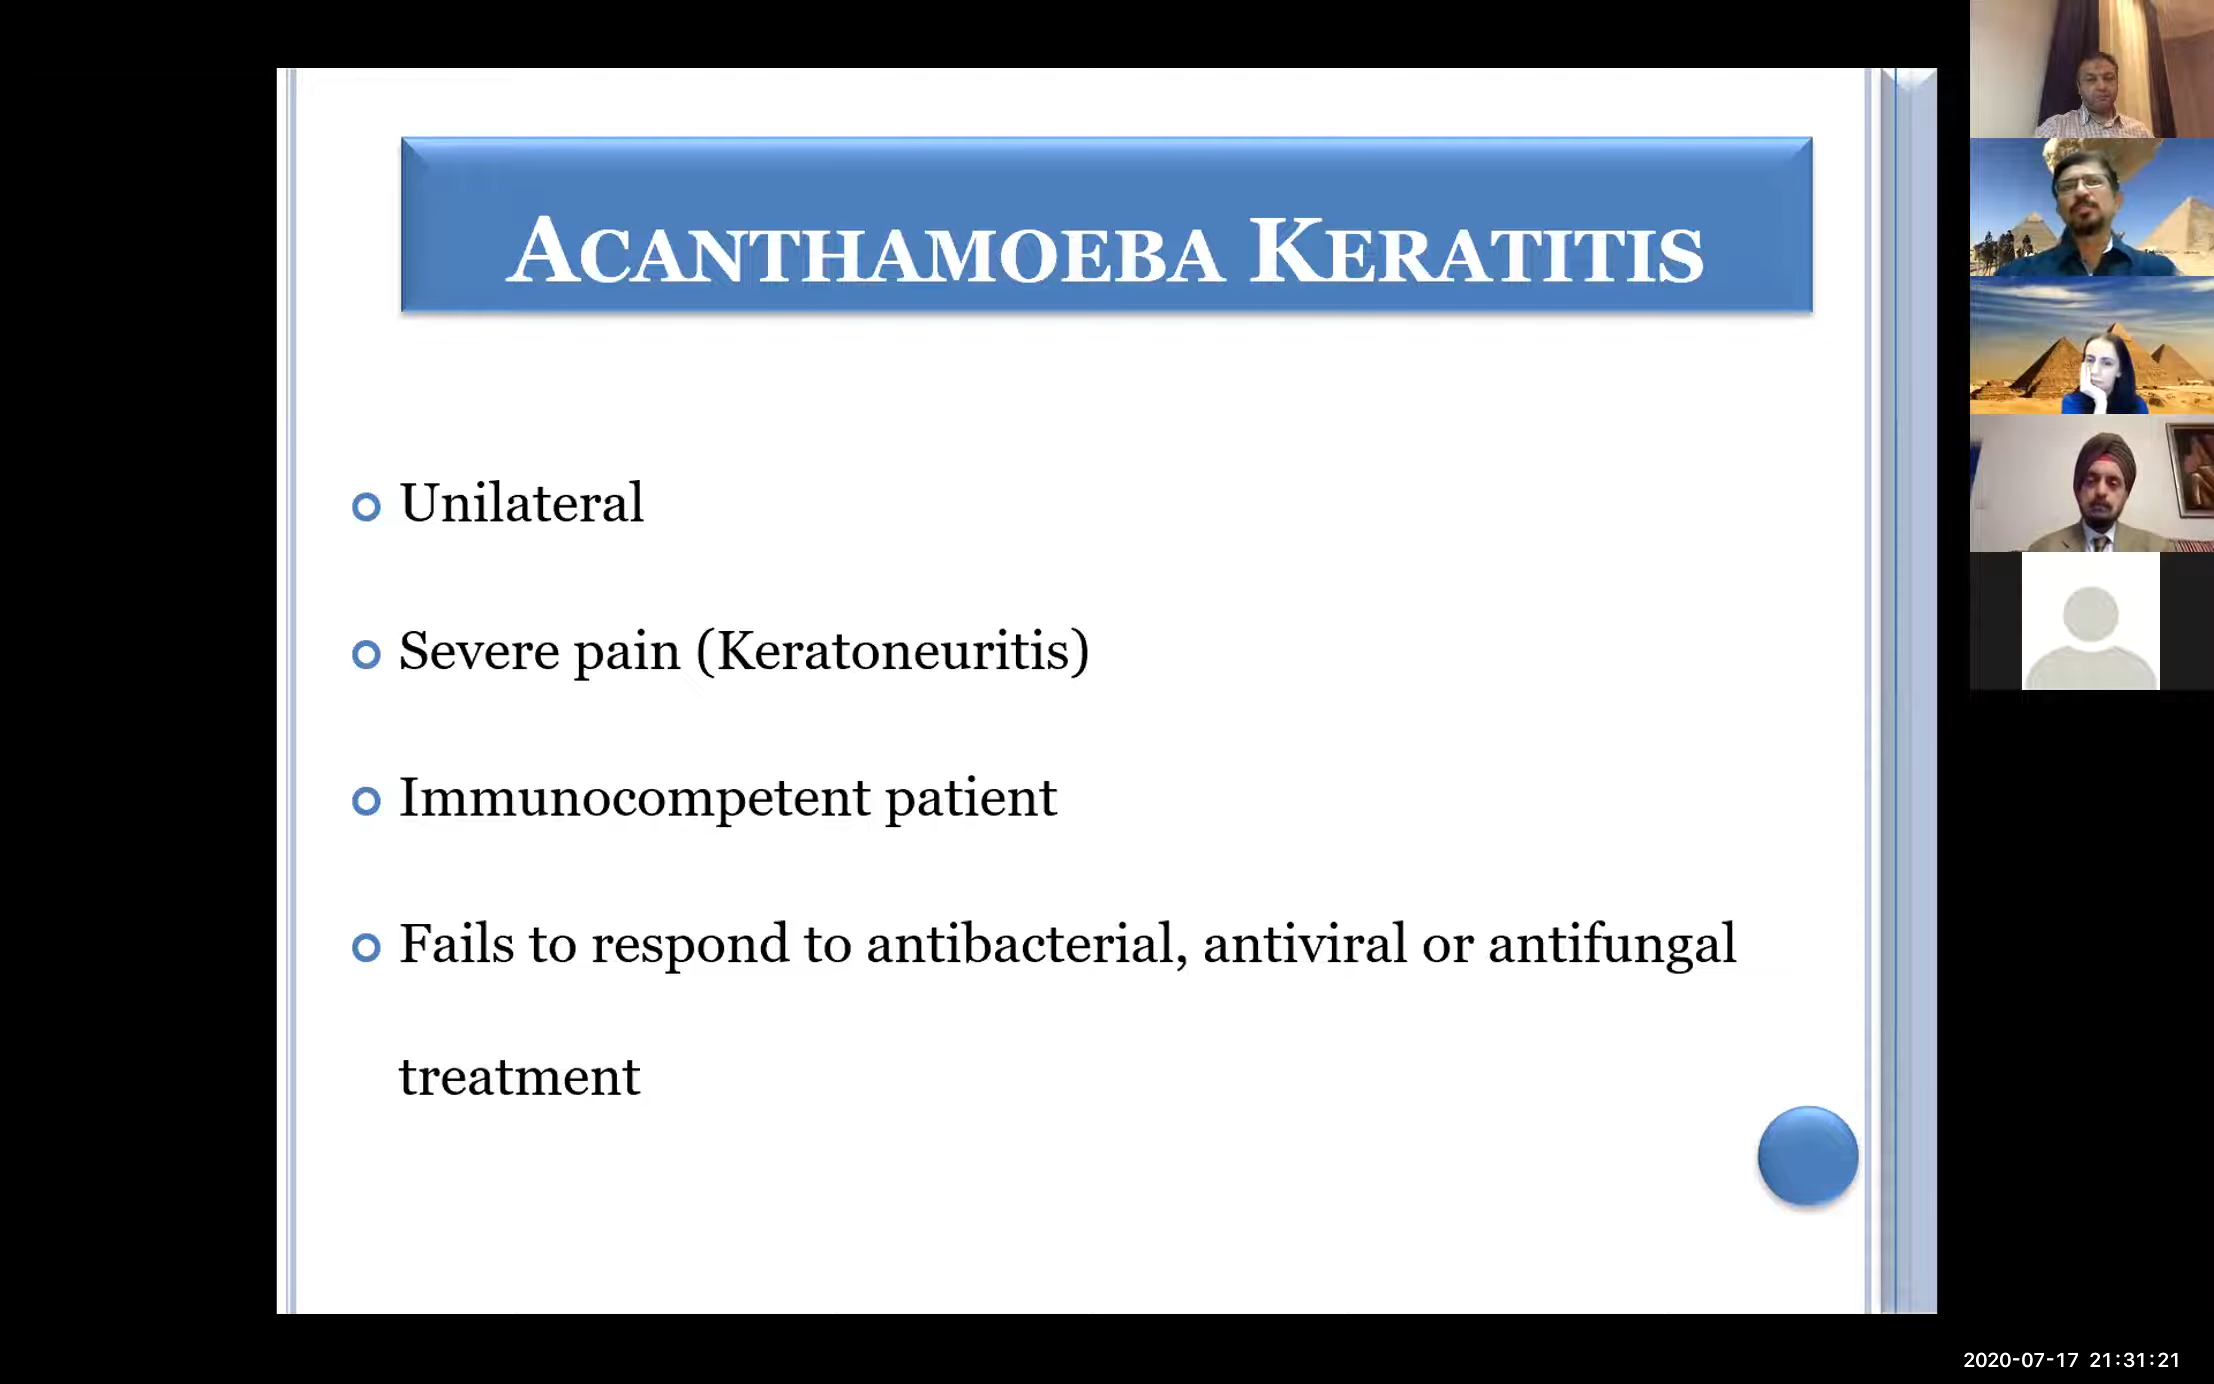 ACANTHAMOEBA KERATITIS
Unilateral
Severe pain (Keratoneuritis)
Immunocompetent patient
Fails to respond to antibacterial, antiviral or antifungal
treatment
2020-07-17 21:31:21